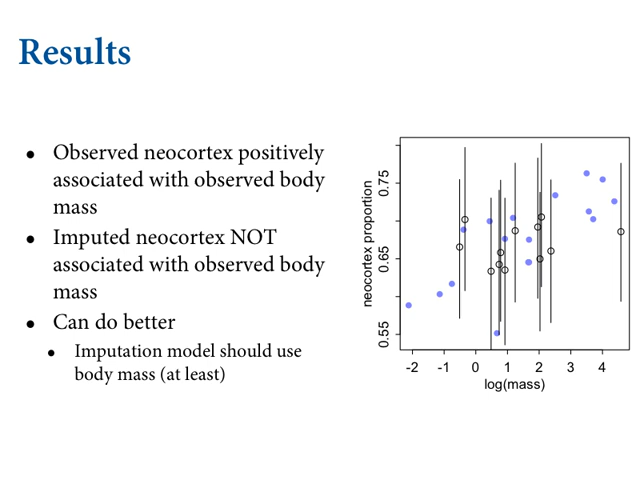 Results
• Observed neocortex positively
associated with observed body
mass
• Imputed neocortex NOT
associated with observed body
mass
• Can do better
• Imputation model should use
body mass (at least)
neocortex proportion
0.75
0.65
0.55
-2 -1 0 1 2 3 4
log(mass)